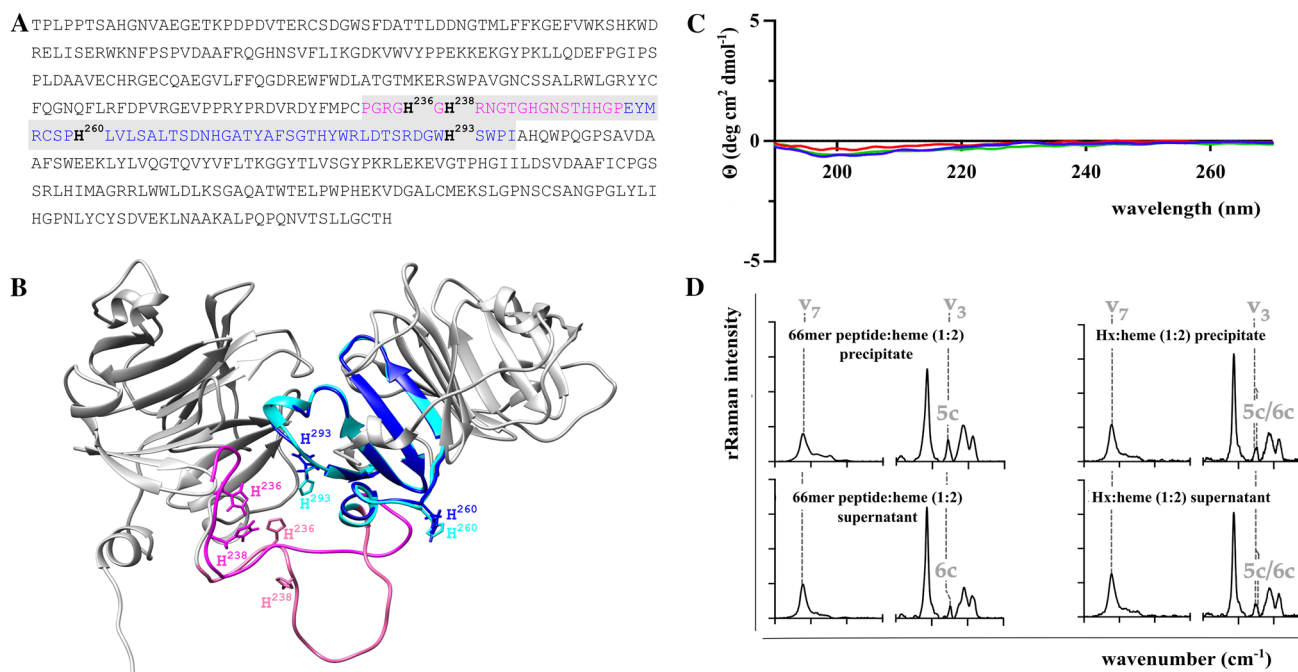 A
TPLPPTSAHGNVAEGETKPDPDVTERCSDGWSFDATTLDDNGTMLFFKGEFVWKSHKWD
RELISERWKNFPSPVDAAFRQGHNSVFLIKGDKVWVYPPEKKEKGYPKLLQDEFPGIPS
PLDAAVECHRGECQAEGVLFFQGDREWFWDLATGTMKERSWPAVGNCSSALRWLGRYYC
FQGNQFLRFDPVRGEVPPRYPRDVRDYFMPCPGRGH236GH238RNGTGHGNSTHHGPEYM
RCSPH260LVLSALTSDNHGATYAFSGTHYWRLDTSRDGWH293SWPIAHQWPQGPSAVDA
AFSWEEKLYLVQGTQVYVFLTKGGYTLVSGYPKRLEKEVGTPHGIILDSVDAAFICPGS
SRLHIMAGRRLWWLDLKSGAQATWTELPWPHEKVDGALCMEKSLGPNSCSANGPGLYLI
HGPNLYCYSDVEKLNAAKALPQPQNVTSLLGCTH
B
H293
H236
H293
H236
H260
H260
H238
H238
C
Θ (deg cm2 dmol-1)
5
0
-5
200
220
240
260
wavelength (nm)
D
rRaman intensity
ν7
ν3
ν7
ν3
66mer peptide:heme (1:2)
precipitate
5c
Hx:heme (1:2) precipitate
5c/6c
66mer peptide:heme (1:2)
supernatant
6c
Hx:heme (1:2) supernatant
5c/6c
wavenumber (cm-1)